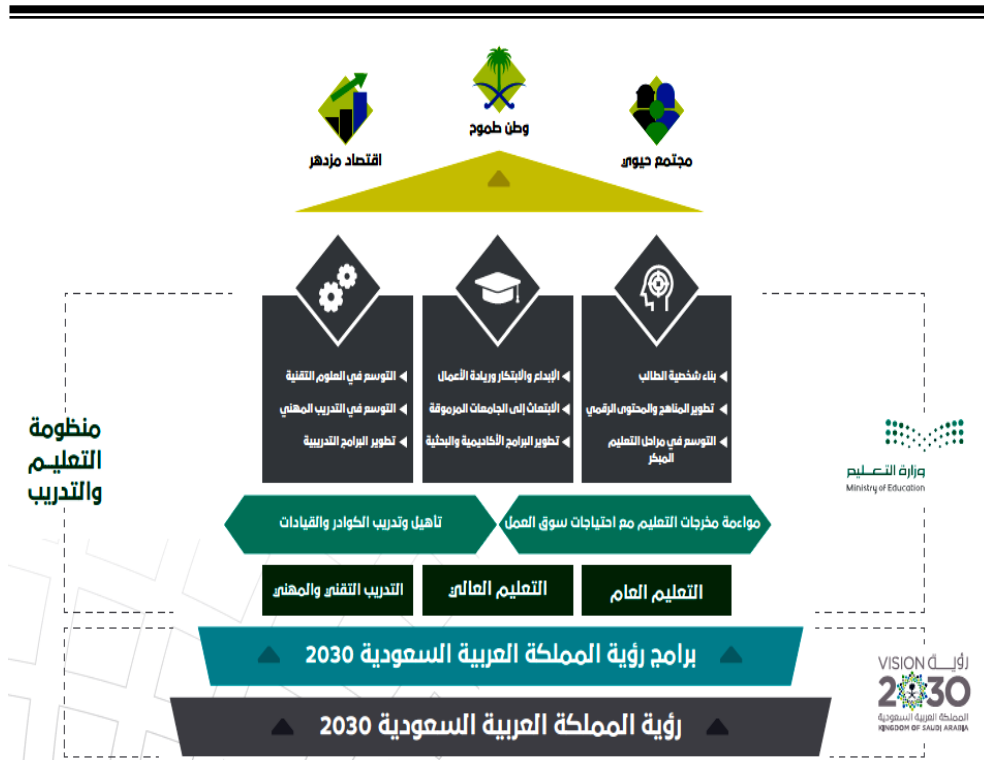 وطن طموح
مجتمع حيوي
اقتصاد مزدهر
بناء شخصية الطالب
تطوير المناهج والمحتوى الرقمي
التوسع في مراحل التعليم
المبكر
الإبداع والابتكار وريادة الأعمال
الابتعاث إلى الجامعات المرموقة
تطوير البرامج الأكاديمية والبحثية
التوسع في العلوم التقنية
التوسع في التدريب المهني
تطوير البرامج التدريبية
وزارة التعليم
Ministry of Education
منظومة
التعليم
والتدريب
مواءمة مخرجات التعليم مع احتياجات سوق العمل
تأهيل وتدريب الكوادر والقيادات
التعليم العام
التعليم العالي
التدريب التقني والمهني
برامج رؤية المملكة العربية السعودية 2030
رؤية المملكة العربية السعودية 2030
VISION رؤية
2030
المملكة العربية السعودية
KINGDOM OF SAUDI ARABIA